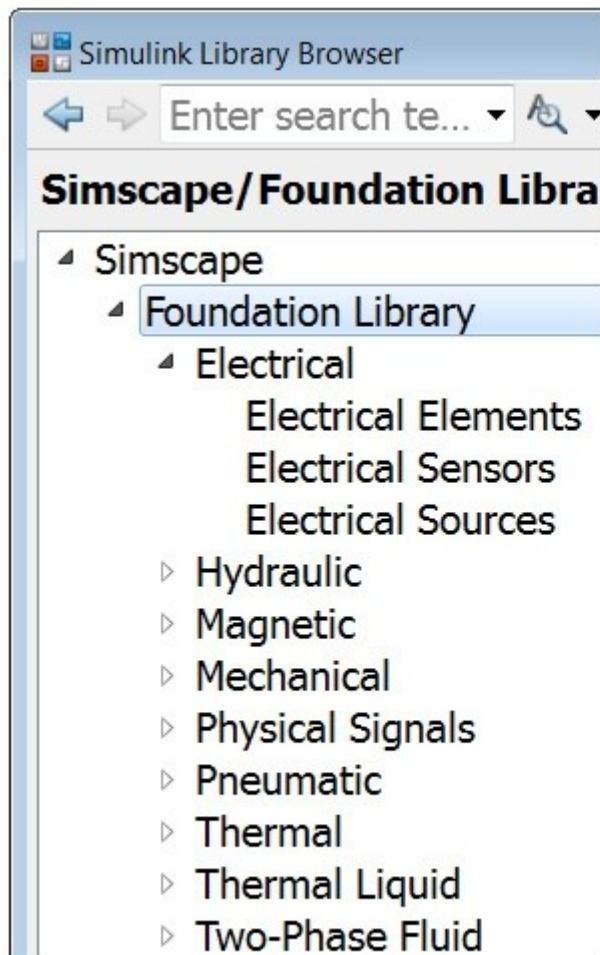 Simulink Library Browser
Enter search te...
Simscape/Foundation Libra
Simscape
Foundation Library
Electrical
Electrical Elements
Electrical Sensors
Electrical Sources
Hydraulic
Magnetic
Mechanical
Physical Signals
Pneumatic
Thermal
Thermal Liquid
Two-Phase Fluid